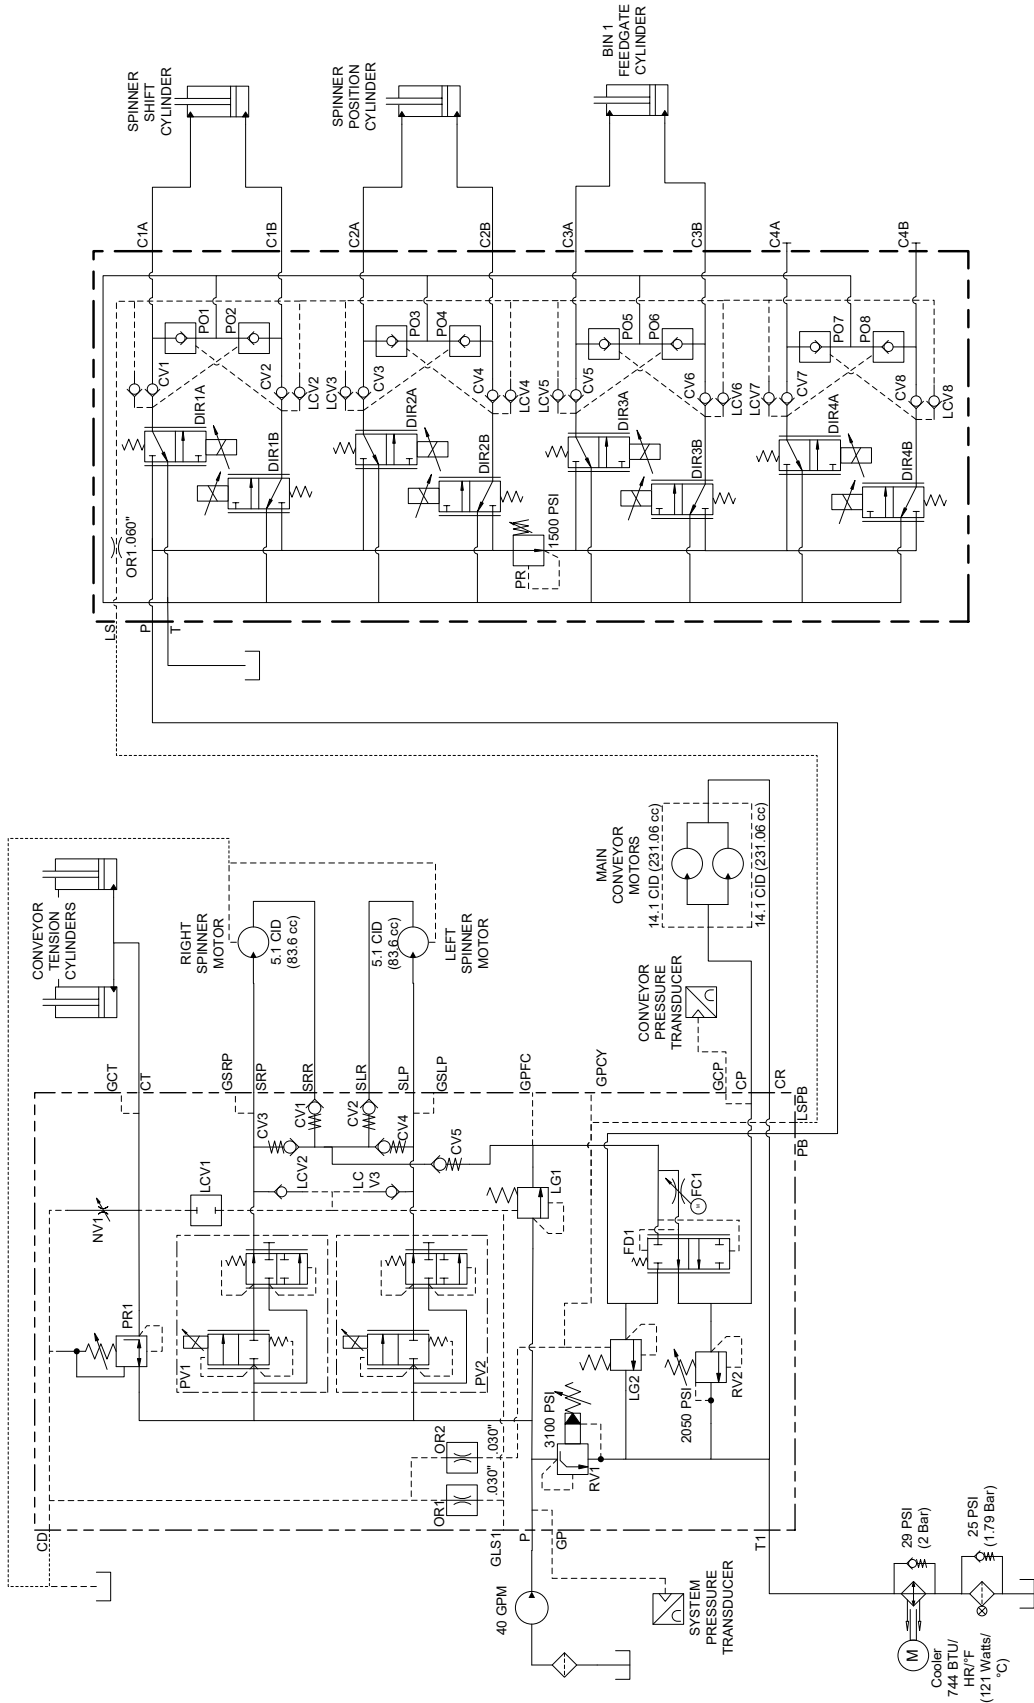 SPINNER
SHIFT
CYLINDER
SPINNER
POSITION
CYLINDER
BIN 1
FEEDGATE
CYLINDER
C1A
C1B
C2A
C2B
C3A
C3B
C4A
C4B
CV1
PO1
PO2
CV2
LCV2
LCV3
CV3
PO3
PO4
CV4
LCV4
LCV5
CV5
PO5
PO6
CV6
LCV6
LCV7
CV7
PO7
PO8
CV8
LCV8
DIR1A
DIR1B
DIR2A
DIR2B
DIR3A
DIR3B
DIR4A
DIR4B
OR1.060"
PR
1500 PSI
LS
P
T
CONVEYOR
TENSION
CYLINDERS
RIGHT
SPINNER
MOTOR
5.1 CID
(83.6 cc)
5.1 CID
(83.6 cc)
LEFT
SPINNER
MOTOR
CONVEYOR
PRESSURE
TRANSDUCER
MAIN
CONVEYOR
MOTORS
14.1 CID (231.06 cc)
14.1 CID (231.06 cc)
GCT
CT
GSRP
SRP
SRR
SLR
SLP
GSLP
GPFC
GPCY
GCP
CP
CR
LSPB
PB
NV1
LCV1
CV3
CV1
LCV2
CV2
CV4
LC
V3
CV5
LG1
FC1
FD1
PR1
PV1
PV2
OR2
.030"
OR1
.030"
3100 PSI
RV1
LG2
2050 PSI
RV2
CD
GLS1
P
GP
T1
40 GPM
SYSTEM
PRESSURE
TRANSDUCER
29 PSI
(2 Bar)
25 PSI
(1.79 Bar)
M
Cooler
744 BTU/
HR/°F
(121 Watts/
°C)